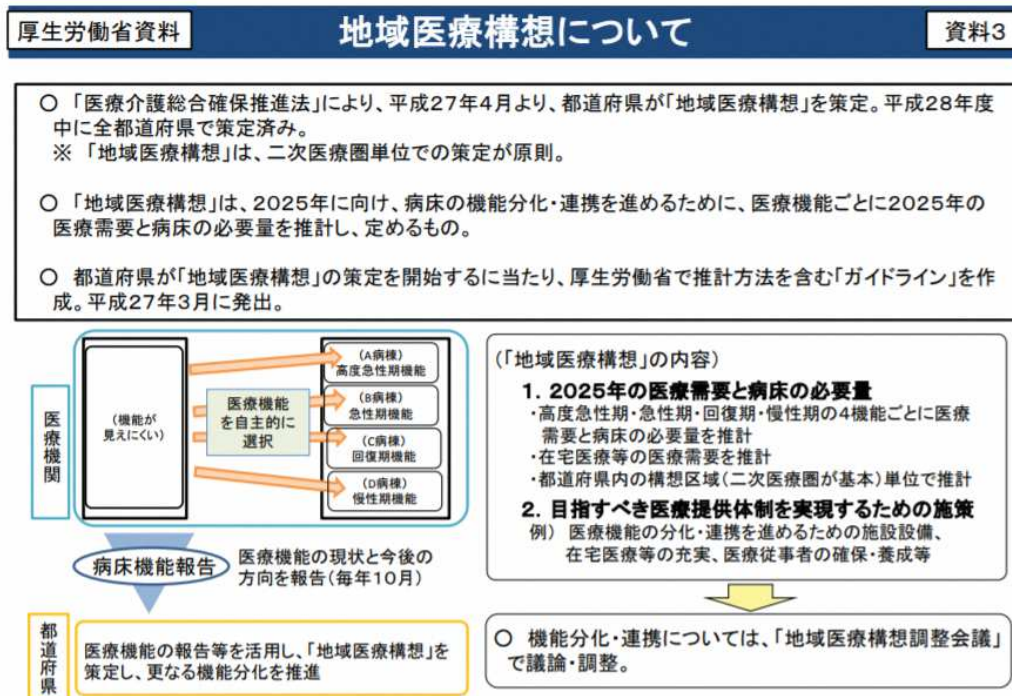 厚生労働省資料
地域医療構想について
資料3
○ 「医療介護総合確保推進法」により、平成27年4月より、都道府県が「地域医療構想」を策定。平成28年度
中に全都道府県で策定済み。
※ 「地域医療構想」は、二次医療圏単位での策定が原則。
○ 「地域医療構想」は、2025年に向け、病床の機能分化・連携を進めるために、医療機能ごとに2025年の
医療需要と病床の必要量を推計し、定めるもの。
○ 都道府県が「地域医療構想」の策定を開始するに当たり、厚生労働省で推計方法を含む「ガイドライン」を作
成。平成27年3月に発出。
医療機関
(機能が
見えにくい)
医療機能
を自主的に
選択
(A病棟)
高度急性期機能
(B病棟)
急性期機能
(C病棟)
回復期機能
(D病棟)
慢性期機能
病床機能報告
医療機能の現状と今後の
方向を報告(毎年10月)
都道府県
医療機能の報告等を活用し、「地域医療構想」を
策定し、更なる機能分化を推進
(「地域医療構想」の内容)
1. 2025年の医療需要と病床の必要量
・高度急性期・急性期・回復期・慢性期の4機能ごとに医療
需要と病床の必要量を推計
・在宅医療等の医療需要を推計
・都道府県内の構想区域(二次医療圏が基本)単位で推計
2. 目指すべき医療提供体制を実現するための施策
例) 医療機能の分化・連携を進めるための施設設備、
在宅医療等の充実、医療従事者の確保・養成等
○ 機能分化・連携については、「地域医療構想調整会議」
で議論・調整。